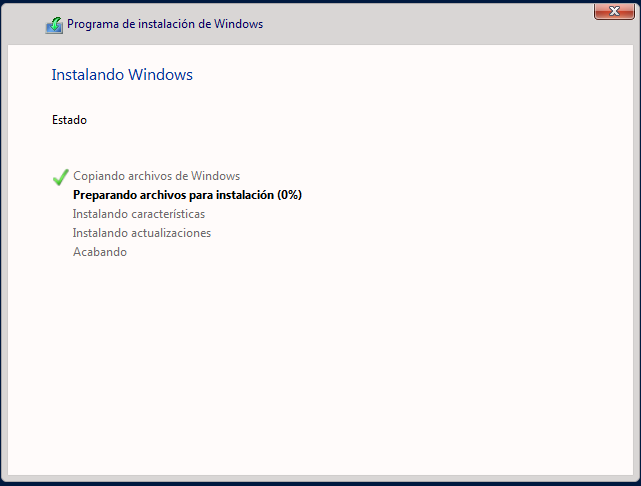 Programa de instalación de Windows
Instalando Windows
Estado
Copiando archivos de Windows
Preparando archivos para instalación (0%)
Instalando características
Instalando actualizaciones
Acabando